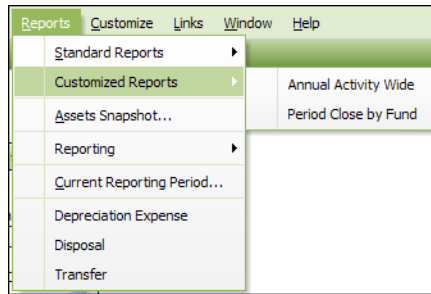 Reports Customize Links Window Help
Standard Reports
Customized Reports
Annual Activity Wide
Assets Snapshot...
Period Close by Fund
Reporting
Current Reporting Period...
Depreciation Expense
Disposal
Transfer